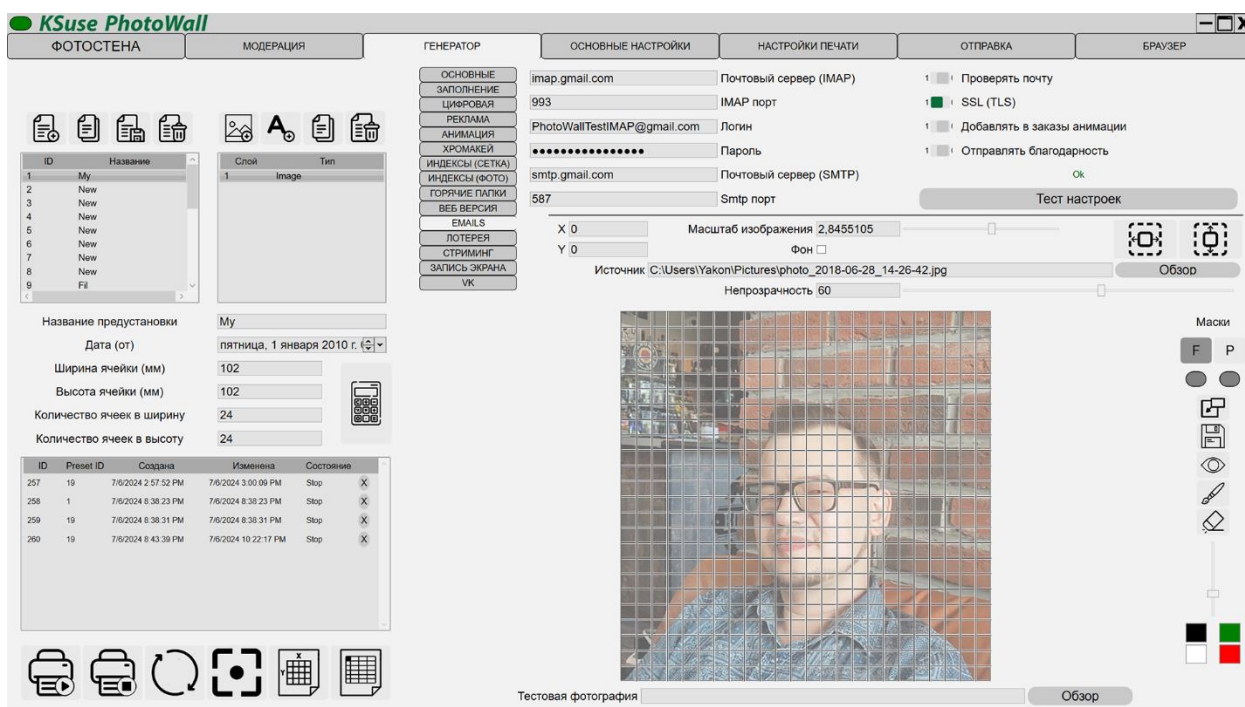 KSuse PhotoWall
ФОТОСТЕНА МОДЕРАЦИЯ ГЕНЕРАТОР ОСНОВНЫЕ НАСТРОЙКИ НАСТРОЙКИ ПЕЧАТИ ОТПРАВКА БРАУЗЕР
ОСНОВНЫЕ
ЗАПОЛНЕНИЕ
ЦИФРОВАЯ
РЕКЛАМА
АНИМАЦИЯ
ХРОМАКЕЙ
ИНДЕКСЫ (СЕТКА)
ИНДЕКСЫ (ФОТО)
ГОРЯЧИЕ ПАПКИ
ВЕБ ВЕРСИЯ
EMAILS
ЛОТЕРЕЯ
СТРИМИНГ
ЗАПИСЬ ЭКРАНА
VK
imap.gmail.com Почтовый сервер (IMAP) 1 Проверять почту
993 IMAP порт 1 SSL (TLS)
PhotoWallTestIMAP@gmail.com Логин 1 Добавлять в заказы анимации
●●●●●●●●●●●●●●●● Пароль 1 Отправлять благодарность
smtp.gmail.com Почтовый сервер (SMTP) Ok
587 Smtp порт Тест настроек
ID Название
1 My
2 New
3 New
4 New
5 New
6 New
7 New
8 New
9 Fil
Слой Тип
1 Image
X 0 Масштаб изображения 2,8455105
Y 0 Фон
Источник C:\Users\Yakon\Pictures\photo_2018-06-28_14-26-42.jpg Обзор
Непрозрачность 60
Название предустановки My
Дата (от) пятница, 1 января 2010 г.
Ширина ячейки (мм) 102
Высота ячейки (мм) 102
Количество ячеек в ширину 24
Количество ячеек в высоту 24
Маски
F P
ID Preset ID Создана Изменена Состояние
257 19 7/6/2024 2:57:52 PM 7/6/2024 3:00:09 PM Stop X
258 1 7/6/2024 8:38:23 PM 7/6/2024 8:38:23 PM Stop X
259 19 7/6/2024 8:38:31 PM 7/6/2024 8:38:31 PM Stop X
260 19 7/6/2024 8:43:39 PM 7/6/2024 10:22:17 PM Stop X
X
Y
Тестовая фотография Обзор